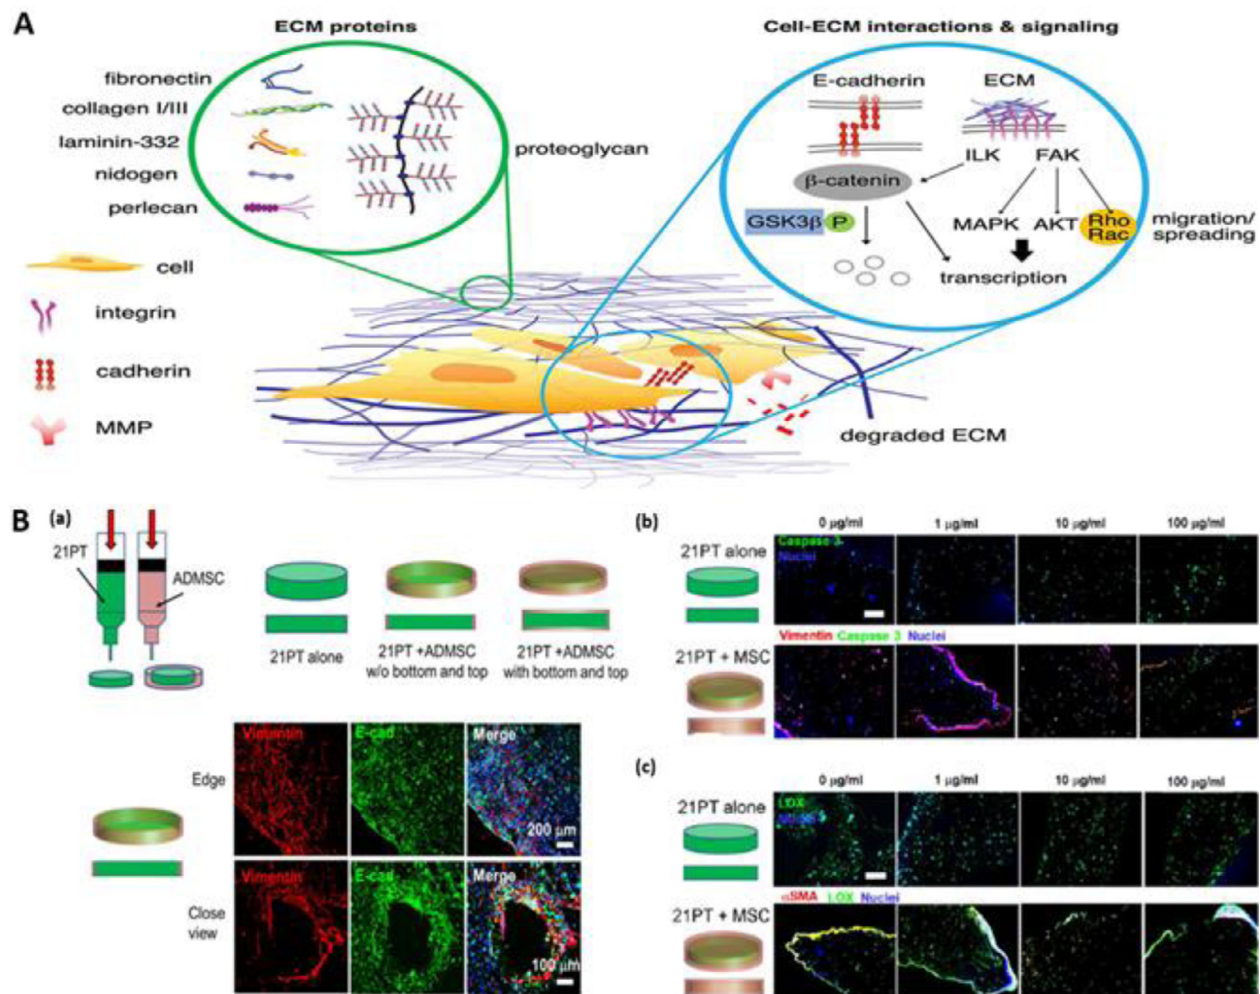 A
ECM proteins
fibronectin
collagen I/III
laminin-332
nidogen
perlecan
proteoglycan
Cell-ECM interactions & signaling
E-cadherin
ECM
ILK
FAK
β-catenin
GSK3β
P
MAPK
AKT
Rho
Rac
migration/
spreading
transcription
cell
integrin
cadherin
MMP
degraded ECM
B
(a)
21PT
ADMSC
21PT alone
21PT +ADMSC
w/o bottom and top
21PT +ADMSC
with bottom and top
Edge
Vimentin
E-cad
Merge
200 µm
Close
view
Vimentin
E-cad
Merge
100 µm
(b)
0 µg/ml
1 µg/ml
10 µg/ml
100 µg/ml
21PT alone
Caspase 3
Nuclei
21PT + MSC
Vimentin Caspase 3 Nuclei
(c)
0 µg/ml
1 µg/ml
10 µg/ml
100 µg/ml
21PT alone
LOX
21PT + MSC
αSMA LOX Nuclei